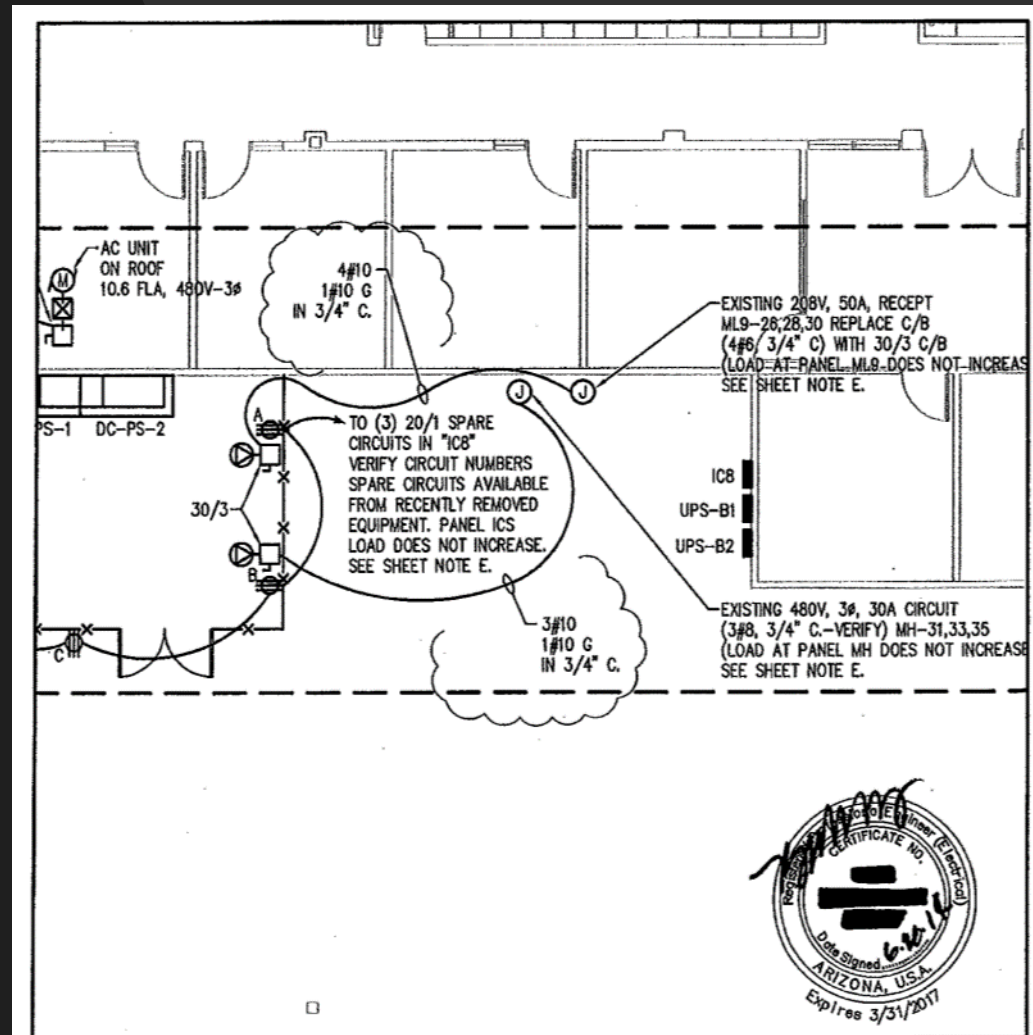 AC UNIT
ON ROOF
10.6 FLA, 480V-3ø
M
4#10
1#10 G
IN 3/4" C.
EXISTING 208V, 50A, RECEPT
ML9-26,28,30 REPLACE C/B
(4#6, 3/4" C) WITH 30/3 C/B
(LOAD AT PANEL ML9 DOES NOT INCREAS
SEE SHEET NOTE E.
J
J
PS-1
DC-PS-2
A
TO (3) 20/1 SPARE
CIRCUITS IN "IC8"
VERIFY CIRCUIT NUMBERS
SPARE CIRCUITS AVAILABLE
FROM RECENTLY REMOVED
EQUIPMENT. PANEL ICS
LOAD DOES NOT INCREASE.
SEE SHEET NOTE E.
30/3
B
C
IC8
UPS-B1
UPS-B2
3#10
1#10 G
IN 3/4" C.
EXISTING 480V, 3ø, 30A CIRCUIT
(3#8, 3/4" C.-VERIFY) MH-31,33,35
(LOAD AT PANEL MH DOES NOT INCREASE
SEE SHEET NOTE E.
Engineer (Electrical)
CERTIFICATE NO.
Date Signed
ARIZONA, U.S.A.
Expires 3/31/2017